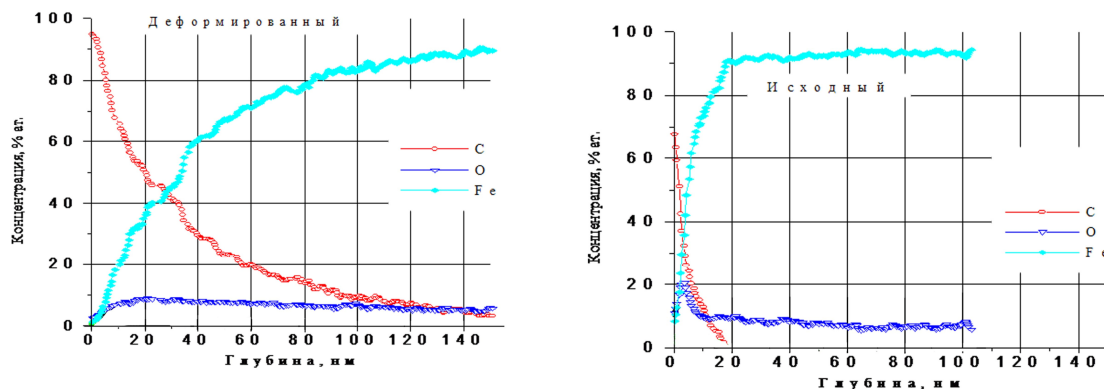 Деформированный
Концентрация, % ат.
100
80
60
40
20
0
0 20 40 60 80 100 120 140
Глубина, нм
C
O
Fe
Исходный
Концентрация, % ат.
100
80
60
40
20
0
0 20 40 60 80 100 120 140
Глубина, нм
C
O
Fe